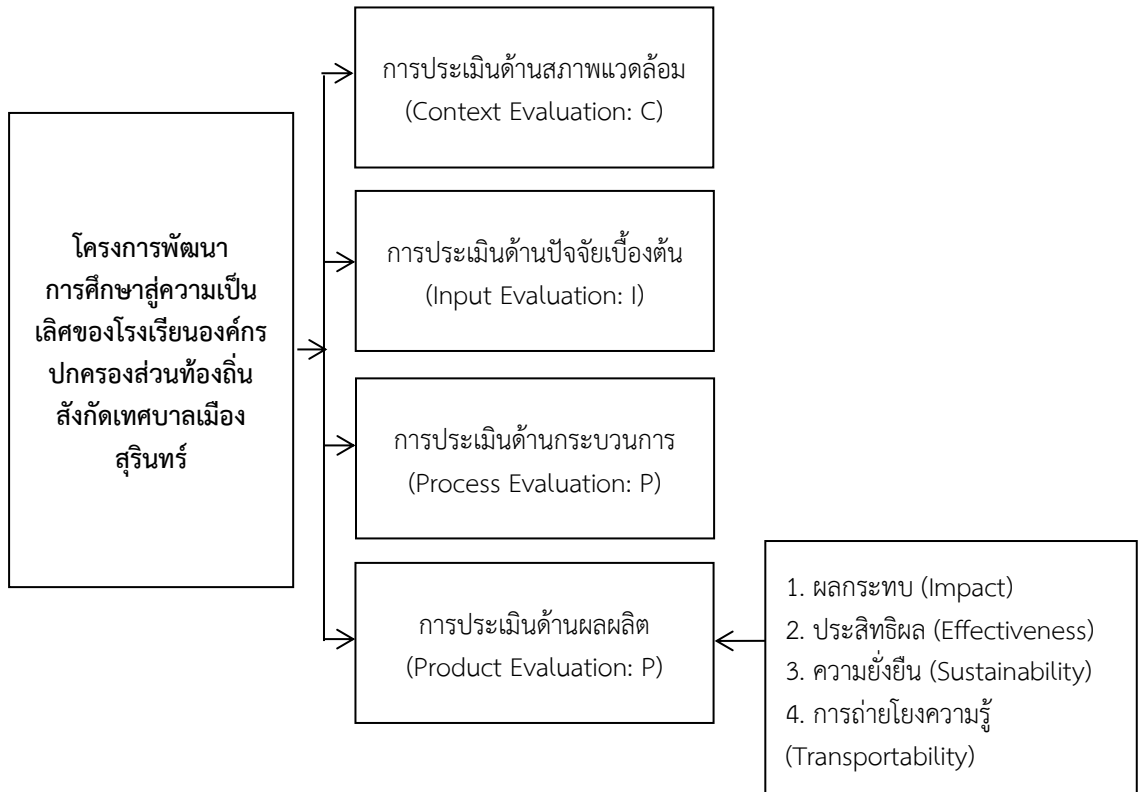 โครงการพัฒนา
การศึกษาสู่ความเป็น
เลิศของโรงเรียนองค์กร
ปกครองส่วนท้องถิ่น
สังกัดเทศบาลเมือง
สุรินทร์
การประเมินด้านสภาพแวดล้อม
(Context Evaluation: C)
การประเมินด้านปัจจัยเบื้องต้น
(Input Evaluation: I)
การประเมินด้านกระบวนการ
(Process Evaluation: P)
การประเมินด้านผลผลิต
(Product Evaluation: P)
1. ผลกระทบ (Impact)
2. ประสิทธิผล (Effectiveness)
3. ความยั่งยืน (Sustainability)
4. การถ่ายโยงความรู้
(Transportability)